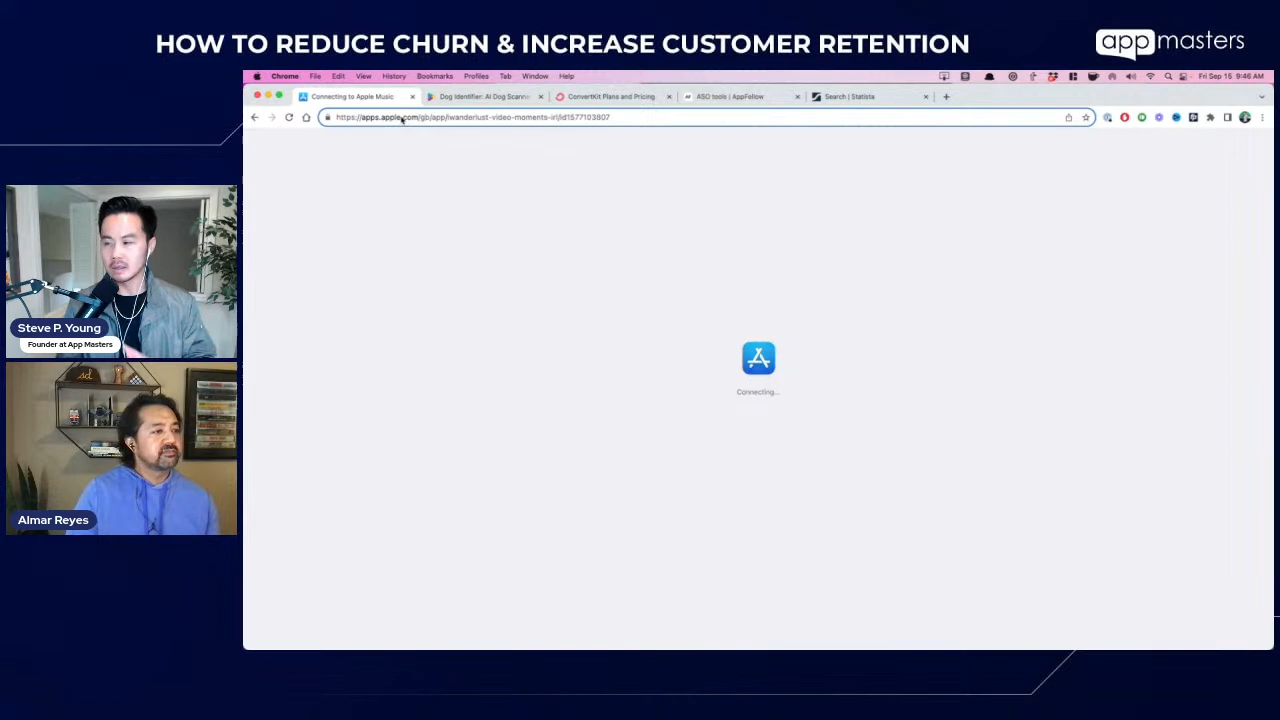 HOW TO REDUCE CHURN & INCREASE CUSTOMER RETENTION
app masters
Chrome File Edit View History Bookmarks Profiles Tab Window Help
Fri Sep 15 9:46 AM
Connecting to Apple Music
Dog Identifier: AI Dog Scanne
ConvertKit Plans and Pricing
ASO tools | AppFollow
Search | Statista
https://apps.apple.com/gb/app/wanderlust-video-moments-irl/id1577103807
Connecting...
Steve P. Young
Founder at App Masters
sd
Almar Reyes